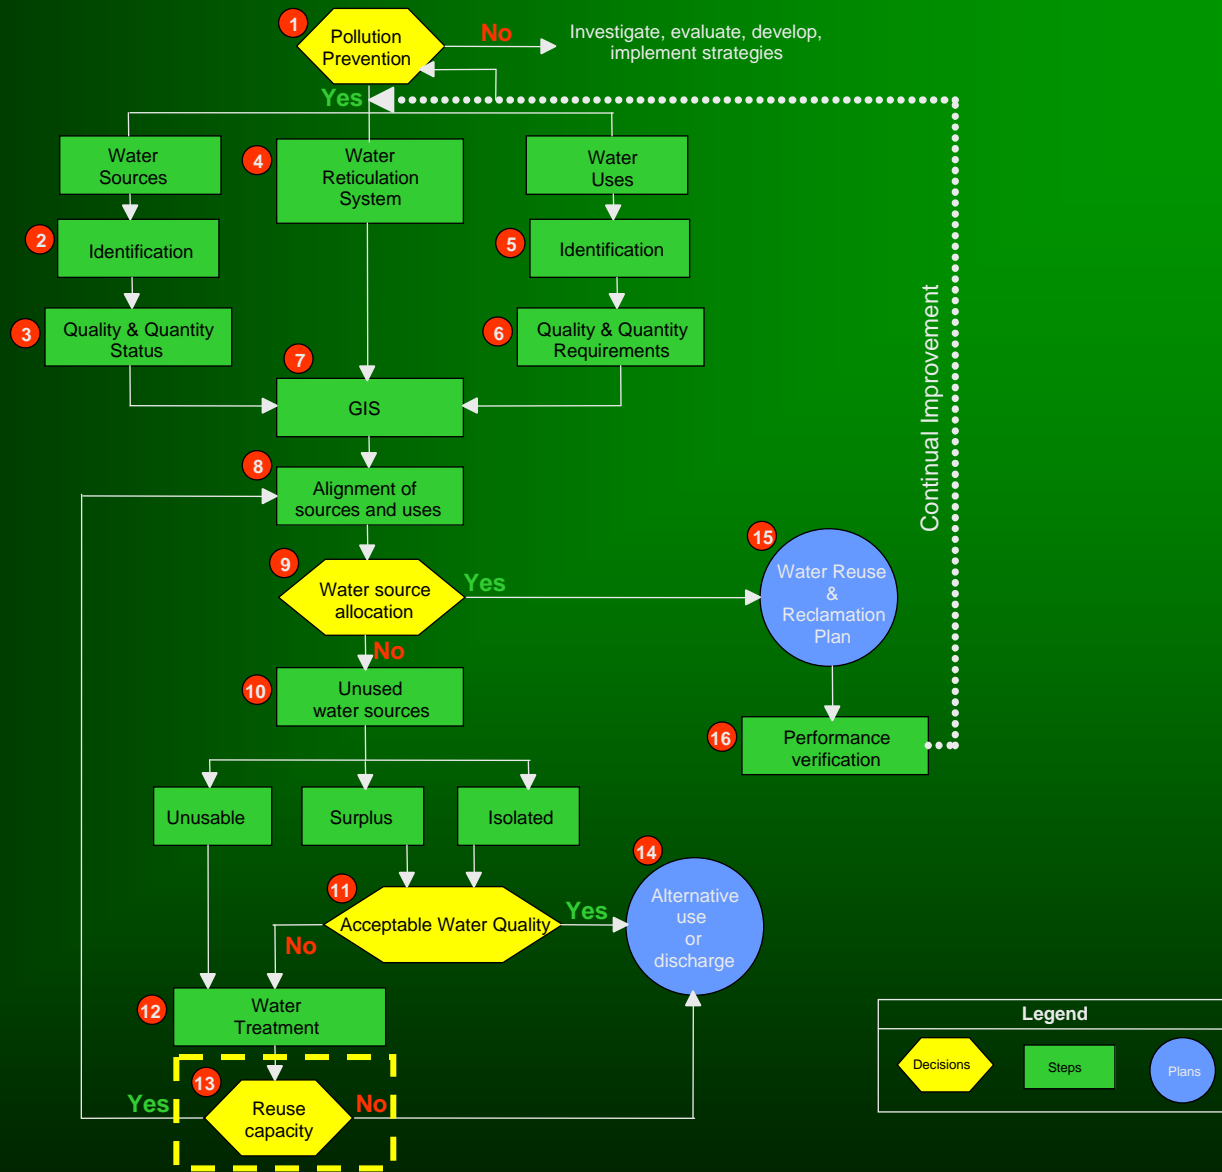 1
Pollution
Prevention
No
Investigate, evaluate, develop,
implement strategies
Yes
Water
Sources
4
Water
Reticulation
System
Water
Uses
2
Identification
5
Identification
3
Quality & Quantity
Status
6
Quality & Quantity
Requirements
7
GIS
8
Alignment of
sources and uses
Continual Improvement
9
Water source
allocation
Yes
15
Water Reuse
&
Reclamation
Plan
No
10
Unused
water sources
16
Performance
verification
Unusable
Surplus
Isolated
11
Acceptable Water Quality
Yes
14
Alternative
use
or
discharge
No
12
Water
Treatment
13
Reuse
capacity
Yes
No
Legend
Decisions
Steps
Plans